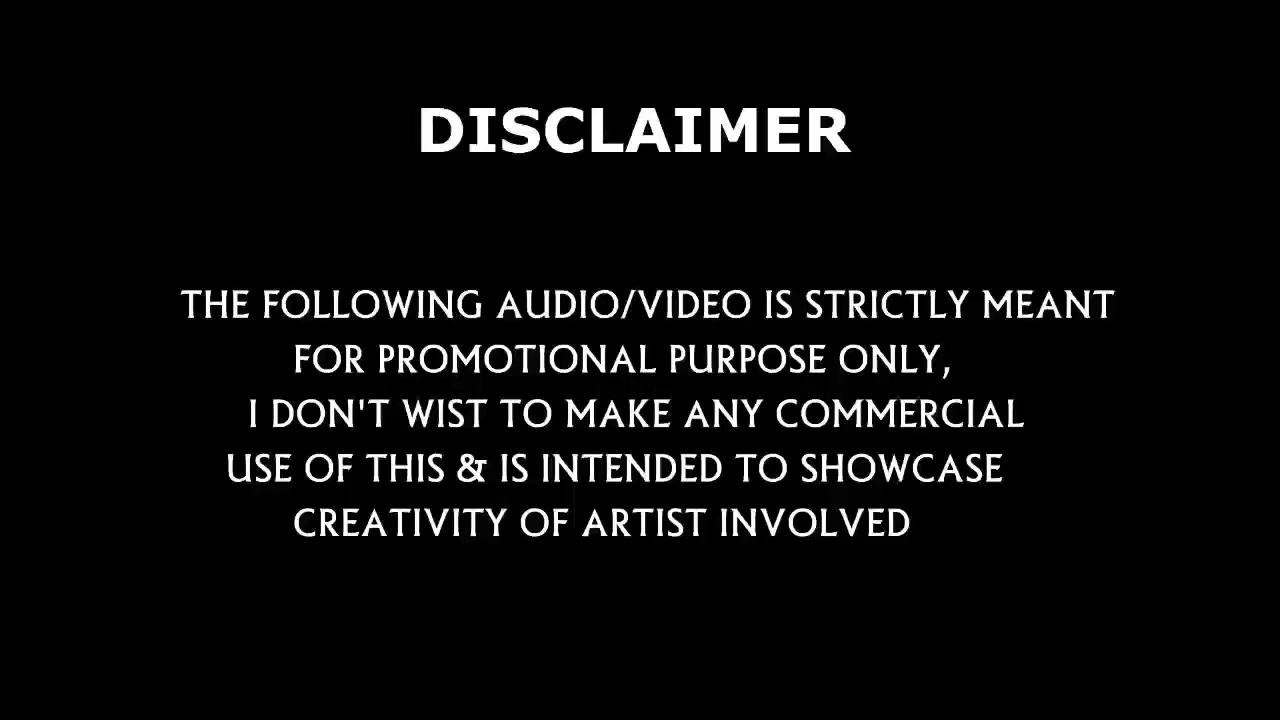 DISCLAIMER
THE FOLLOWING AUDIO/VIDEO IS STRICTLY MEANT
FOR PROMOTIONAL PURPOSE ONLY,
I DON'T WIST TO MAKE ANY COMMERCIAL
USE OF THIS & IS INTENDED TO SHOWCASE
CREATIVITY OF ARTIST INVOLVED